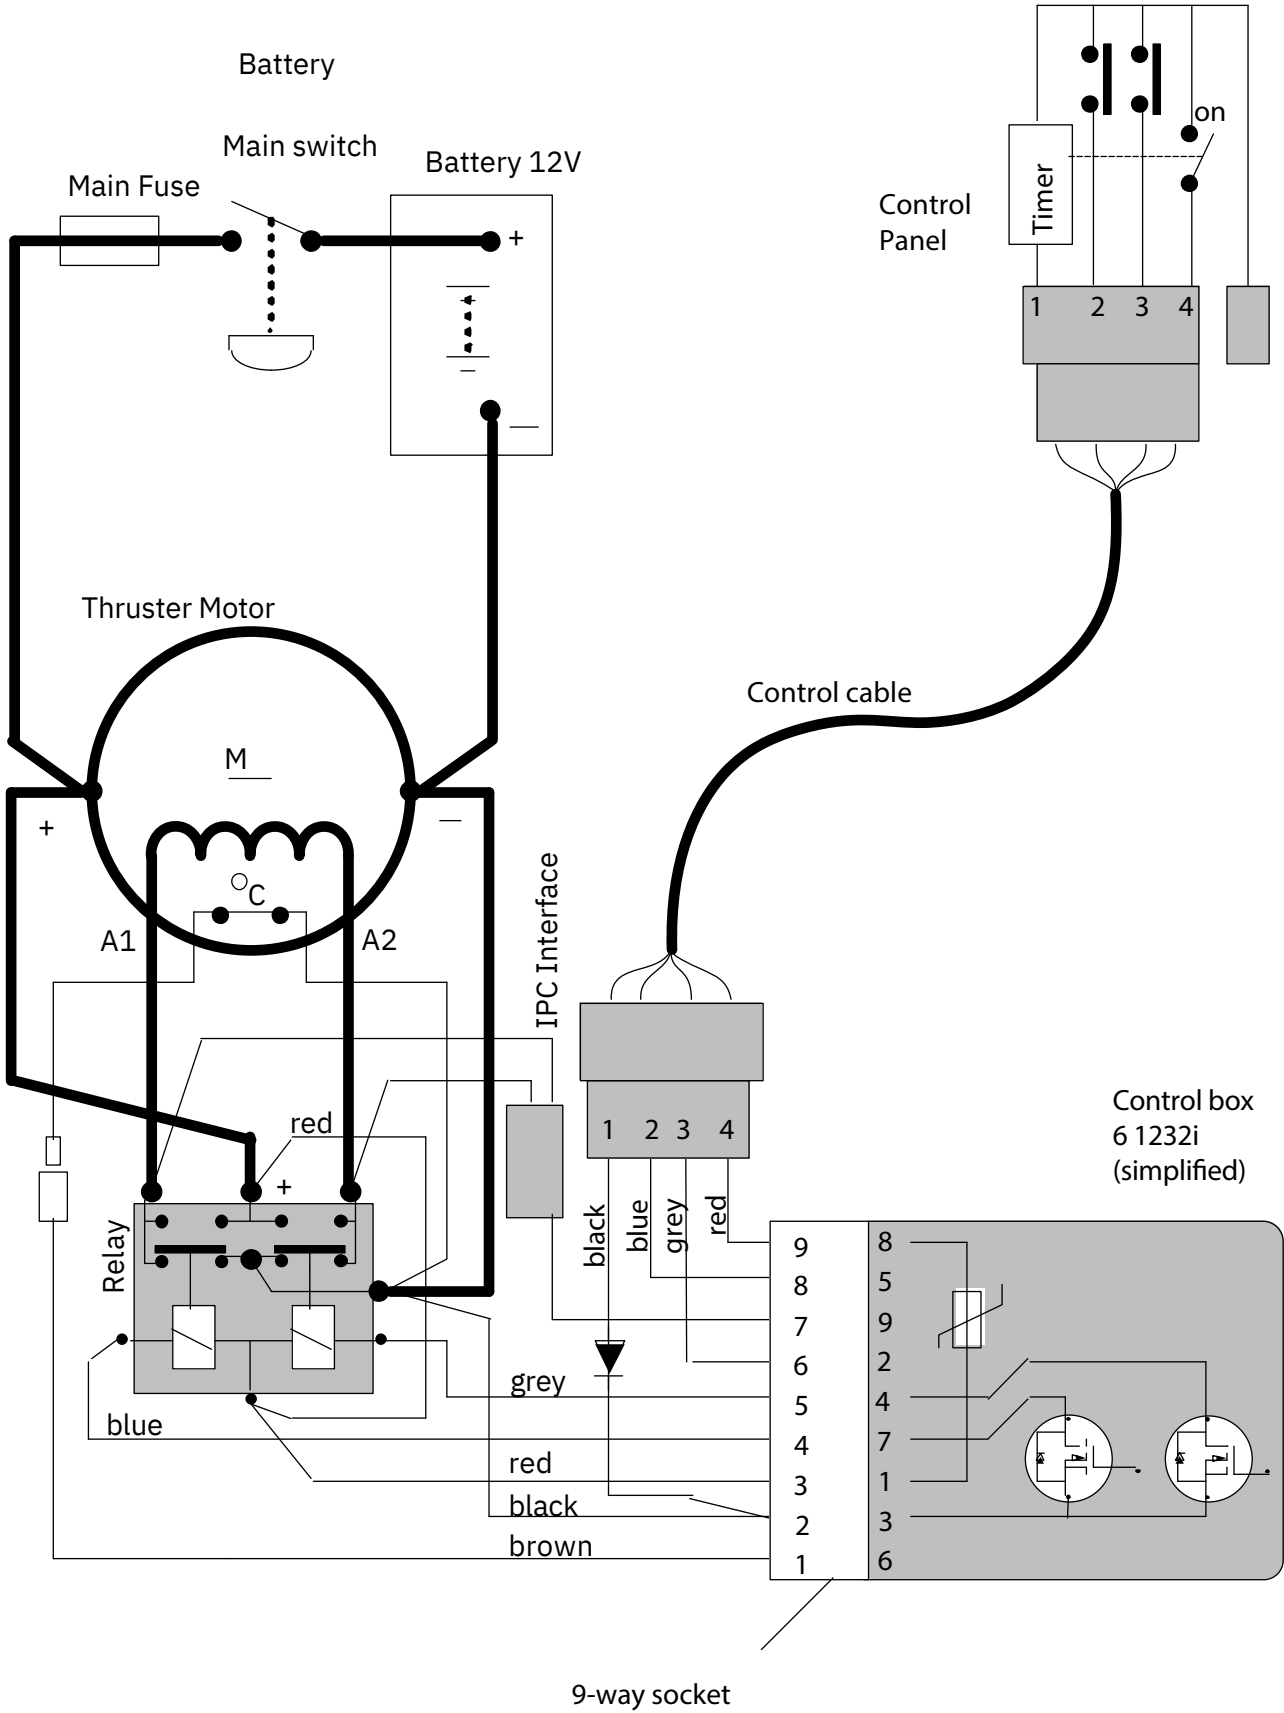 Battery
on
Main switch
Battery 12V
Main Fuse
Timer
Control
Panel
+
—
1 2 3 4
Thruster Motor
Control cable
M
+
—
°C
A1
A2
IPC Interface
red
+
1 2 3 4
Control box
6 1232i
(simplified)
Relay
black
blue
grey
red
9 8
8 5
7 9
6 2
grey
5 4
blue
4 7
red
3 1
black
2 3
brown
1 6
9-way socket